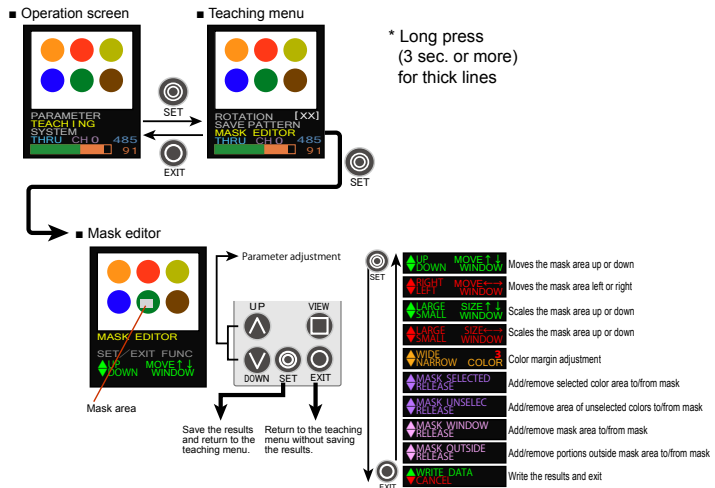 ■ Operation screen
■ Teaching menu
* Long press
(3 sec. or more)
for thick lines
PARAMETER
TEACHING
SYSTEM
THRU CH 0 485
91
SET
EXIT
ROTATION [XX]
SAVE PATTERN
MASK EDITOR
THRU CH 0 485
91
SET
■ Mask editor
MASK EDITOR
SET EXIT FUNC
▲UP MOVE↑↓
▼DOWN WINDOW
Mask area
Parameter adjustment
UP VIEW
DOWN SET EXIT
Save the results
and return to the
teaching menu.
Return to the teaching
menu without saving
the results.
SET
▲UP MOVE↑↓
▼DOWN WINDOW
Moves the mask area up or down
▲RIGHT MOVE←→
▼LEFT WINDOW
Moves the mask area left or right
▲LARGE SIZE↑↓
▼SMALL WINDOW
Scales the mask area up or down
▲LARGE SIZE←→
▼SMALL WINDOW
Scales the mask area up or down
▲WIDE 3
▼NARROW COLOR
Color margin adjustment
▲MASK SELECTED
▼RELEASE
Add/remove selected color area to/from mask
▲MASK UNSELEC
▼RELEASE
Add/remove area of unselected colors to/from mask
▲MASK WINDOW
▼RELEASE
Add/remove mask area to/from mask
▲MASK OUTSIDE
▼RELEASE
Add/remove portions outside mask area to/from mask
▲WRITE DATA
▼CANCEL
Write the results and exit
EXIT